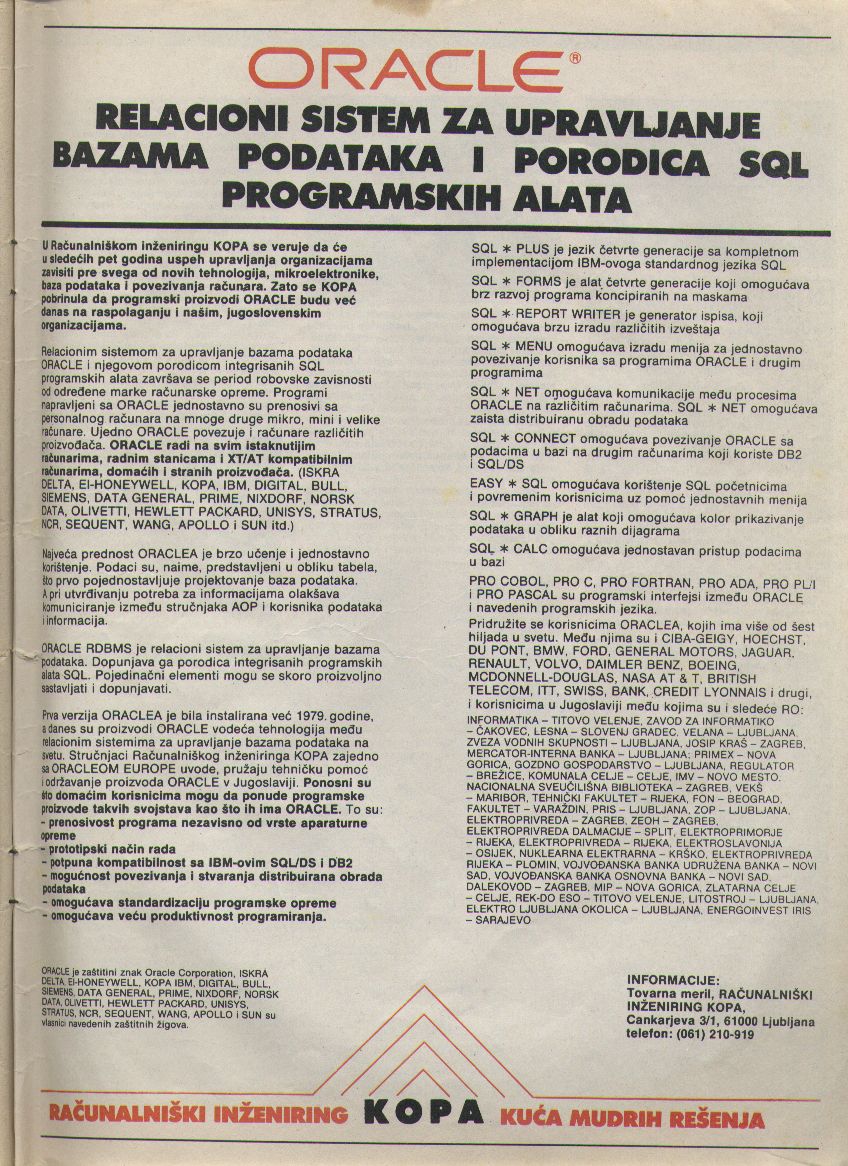 ORACLE®
RELACIONI SISTEM ZA UPRAVLJANJE
BAZAMA PODATAKA I PORODICA SQL
PROGRAMSKIH ALATA
U Računalniškom inženiringu KOPA se veruje da će
u sledećih pet godina uspeh upravljanja organizacijama
zavisiti pre svega od novih tehnologija, mikroelektronike,
baza podataka i povezivanja računara. Zato se KOPA
pobrinula da programski proizvodi ORACLE budu već
danas na raspolaganju i našim, jugoslovenskim
organizacijama.
Relacionim sistemom za upravljanje bazama podataka
ORACLE i njegovom porodicom integrisanih SQL
programskih alata završava se period robovske zavisnosti
od određene marke računarske opreme. Programi
napravljeni sa ORACLE jednostavno su prenosivi sa
personalnog računara na mnoge druge mikro, mini i velike
računare. Ujedno ORACLE povezuje i računare različitih
proizvođača. ORACLE radi na svim istaknutijim
računarima, radnim stanicama i XT/AT kompatibilnim
računarima, domaćih i stranih proizvođača. (ISKRA
DELTA, EI-HONEYWELL, KOPA, IBM, DIGITAL, BULL,
SIEMENS, DATA GENERAL, PRIME, NIXDORF, NORSK
DATA, OLIVETTI, HEWLETT PACKARD, UNISYS, STRATUS,
NCR, SEQUENT, WANG, APOLLO i SUN itd.)
Najveća prednost ORACLEA je brzo učenje i jednostavno
korištenje. Podaci su, naime, predstavljeni u obliku tabela,
što prvo pojednostavljuje projektovanje baza podataka.
A pri utvrđivanju potreba za informacijama olakšava
komuniciranje između stručnjaka AOP i korisnika podataka
i informacija.
ORACLE RDBMS je relacioni sistem za upravljanje bazama
podataka. Dopunjava ga porodica integrisanih programskih
alata SQL. Pojedinačni elementi mogu se skoro proizvoljno
sastavljati i dopunjavati.
Prva verzija ORACLEA je bila instalirana već 1979. godine,
a danes su proizvodi ORACLE vodeća tehnologija među
relacionim sistemima za upravljanje bazama podataka na
svetu. Stručnjaci Računalniškog inženiringa KOPA zajedno
sa ORACLEOM EUROPE uvode, pružaju tehničku pomoć
i održavanje proizvoda ORACLE v Jugoslaviji. Ponosni su
što domaćim korisnicima mogu da ponude programske
proizvode takvih svojstava kao što ih ima ORACLE. To su:
- prenosivost programa nezavisno od vrste aparaturne
opreme
- prototipski način rada
- potpuna kompatibilnost sa IBM-ovim SQL/DS i DB2
- mogućnost povezivanja i stvaranja distribuirana obrada
podataka
- omogućava standardizaciju programske opreme
- omogućava veću produktivnost programiranja.
ORACLE je zaštitini znak Oracle Corporation, ISKRA
DELTA, EI-HONEYWELL, KOPA IBM, DIGITAL, BULL,
SIEMENS, DATA GENERAL, PRIME, NIXDORF, NORSK
DATA, OLIVETTI, HEWLETT PACKARD, UNISYS,
STRATUS, NCR, SEQUENT, WANG, APOLLO i SUN su
vlasnici navedenih zaštitnih žigova.
SQL * PLUS je jezik četvrte generacije sa kompletnom
implementacijom IBM-ovoga standardnog jezika SQL
SQL * FORMS je alat četvrte generacije koji omogućava
brz razvoj programa koncipiranih na maskama
SQL * REPORT WRITER je generator ispisa, koji
omogućava brzu izradu različitih izveštaja
SQL * MENU omogućava izradu menija za jednostavno
povezivanje korisnika sa programima ORACLE i drugim
programima
SQL * NET omogućava komunikacije među procesima
ORACLE na različitim računarima. SQL * NET omogućava
zaista distribuiranu obradu podataka
SQL * CONNECT omogućava povezivanje ORACLE sa
podacima u bazi na drugim računarima koji koriste DB2
i SQL/DS
EASY * SQL omogućava korištenje SQL početnicima
i povremenim korisnicima uz pomoć jednostavnih menija
SQL * GRAPH je alat koji omogućava kolor prikazivanje
podataka u obliku raznih dijagrama
SQL * CALC omogućava jednostavan pristup podacima
u bazi
PRO COBOL, PRO C, PRO FORTRAN, PRO ADA, PRO PL/I
i PRO PASCAL su programski interfejsi između ORACLE
i navedenih programskih jezika.
Pridružite se korisnicima ORACLEA, kojih ima više od šest
hiljada u svetu. Među njima su i CIBA-GEIGY, HOECHST,
DU PONT, BMW, FORD, GENERAL MOTORS, JAGUAR,
RENAULT, VOLVO, DAIMLER BENZ, BOEING,
MCDONNELL-DOUGLAS, NASA AT & T, BRITISH
TELECOM, ITT, SWISS, BANK, CREDIT LYONNAIS i drugi,
i korisnicima u Jugoslaviji među kojima su i sledeće RO:
INFORMATIKA – TITOVO VELENJE, ZAVOD ZA INFORMATIKO
– ČAKOVEC, LESNA – SLOVENJ GRADEC, VELANA – LJUBLJANA,
ZVEZA VODNIH SKUPNOSTI – LJUBLJANA, JOSIP KRAŠ – ZAGREB,
MERCATOR-INTERNA BANKA – LJUBLJANA; PRIMEX – NOVA
GORICA, GOZDNO GOSPODARSTVO – LJUBLJANA, REGULATOR
– BREŽICE, KOMUNALA CELJE – CELJE, IMV – NOVO MESTO,
NACIONALNA SVEUČILIŠNA BIBLIOTEKA – ZAGREB, VEKŠ
– MARIBOR, TEHNIČKI FAKULTET – RIJEKA, FON – BEOGRAD,
FAKULTET – VARAŽDIN, PRIS – LJUBLJANA, ZOP – LJUBLJANA,
ELEKTROPRIVREDA – ZAGREB, ZEOH – ZAGREB,
ELEKTROPRIVREDA DALMACIJE – SPLIT, ELEKTROPRIMORJE
– RIJEKA, ELEKTROPRIVREDA – RIJEKA, ELEKTROSLAVONIJA
– OSIJEK, NUKLEARNA ELEKTRARNA – KRŠKO, ELEKTROPRIVREDA
RIJEKA – PLOMIN, VOJVOĐANSKA BANKA UDRUŽENA BANKA – NOVI
SAD, VOJVOĐANSKA BANKA OSNOVNA BANKA – NOVI SAD,
DALEKOVOD – ZAGREB, MIP – NOVA GORICA, ZLATARNA CELJE
– CELJE, REK-DO ESO – TITOVO VELENJE, LITOSTROJ – LJUBLJANA,
ELEKTRO LJUBLJANA OKOLICA – LJUBLJANA, ENERGOINVEST IRIS
– SARAJEVO
INFORMACIJE:
Tovarna meril, RAČUNALNIŠKI
INŽENIRING KOPA,
Cankarjeva 3/1, 61000 Ljubljana
telefon: (061) 210-919
RAČUNALNIŠKI INŽENIRING KOPA KUĆA MUDRIH REŠENJA